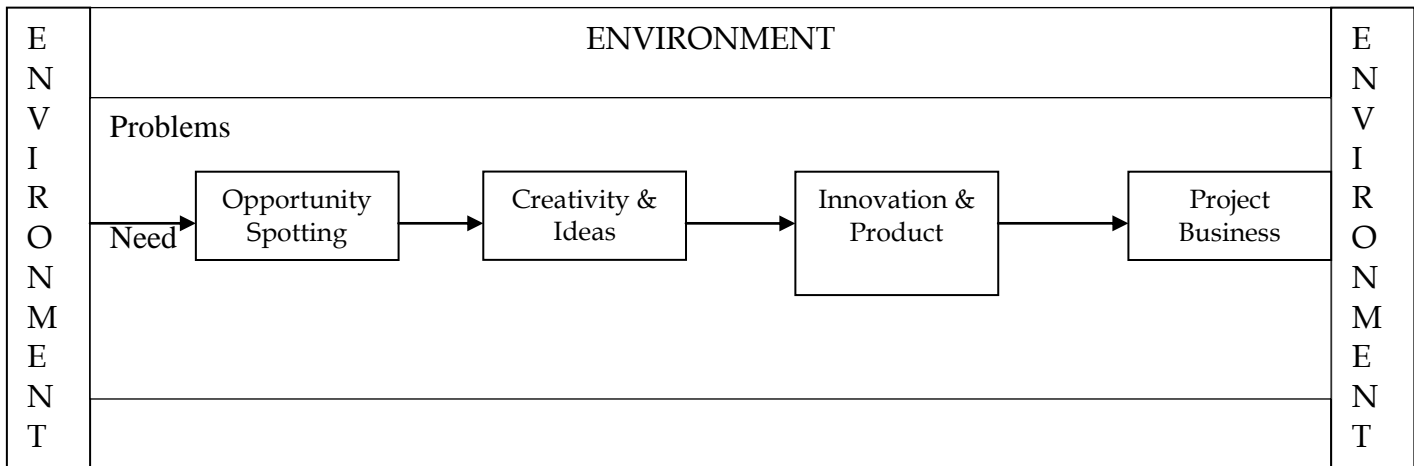 ENVIRONMENT
E
N
V
I
R
O
N
M
E
N
T
Problems
Need
Opportunity
Spotting
Creativity &
Ideas
Innovation &
Product
Project
Business
E
N
V
I
R
O
N
M
E
N
T